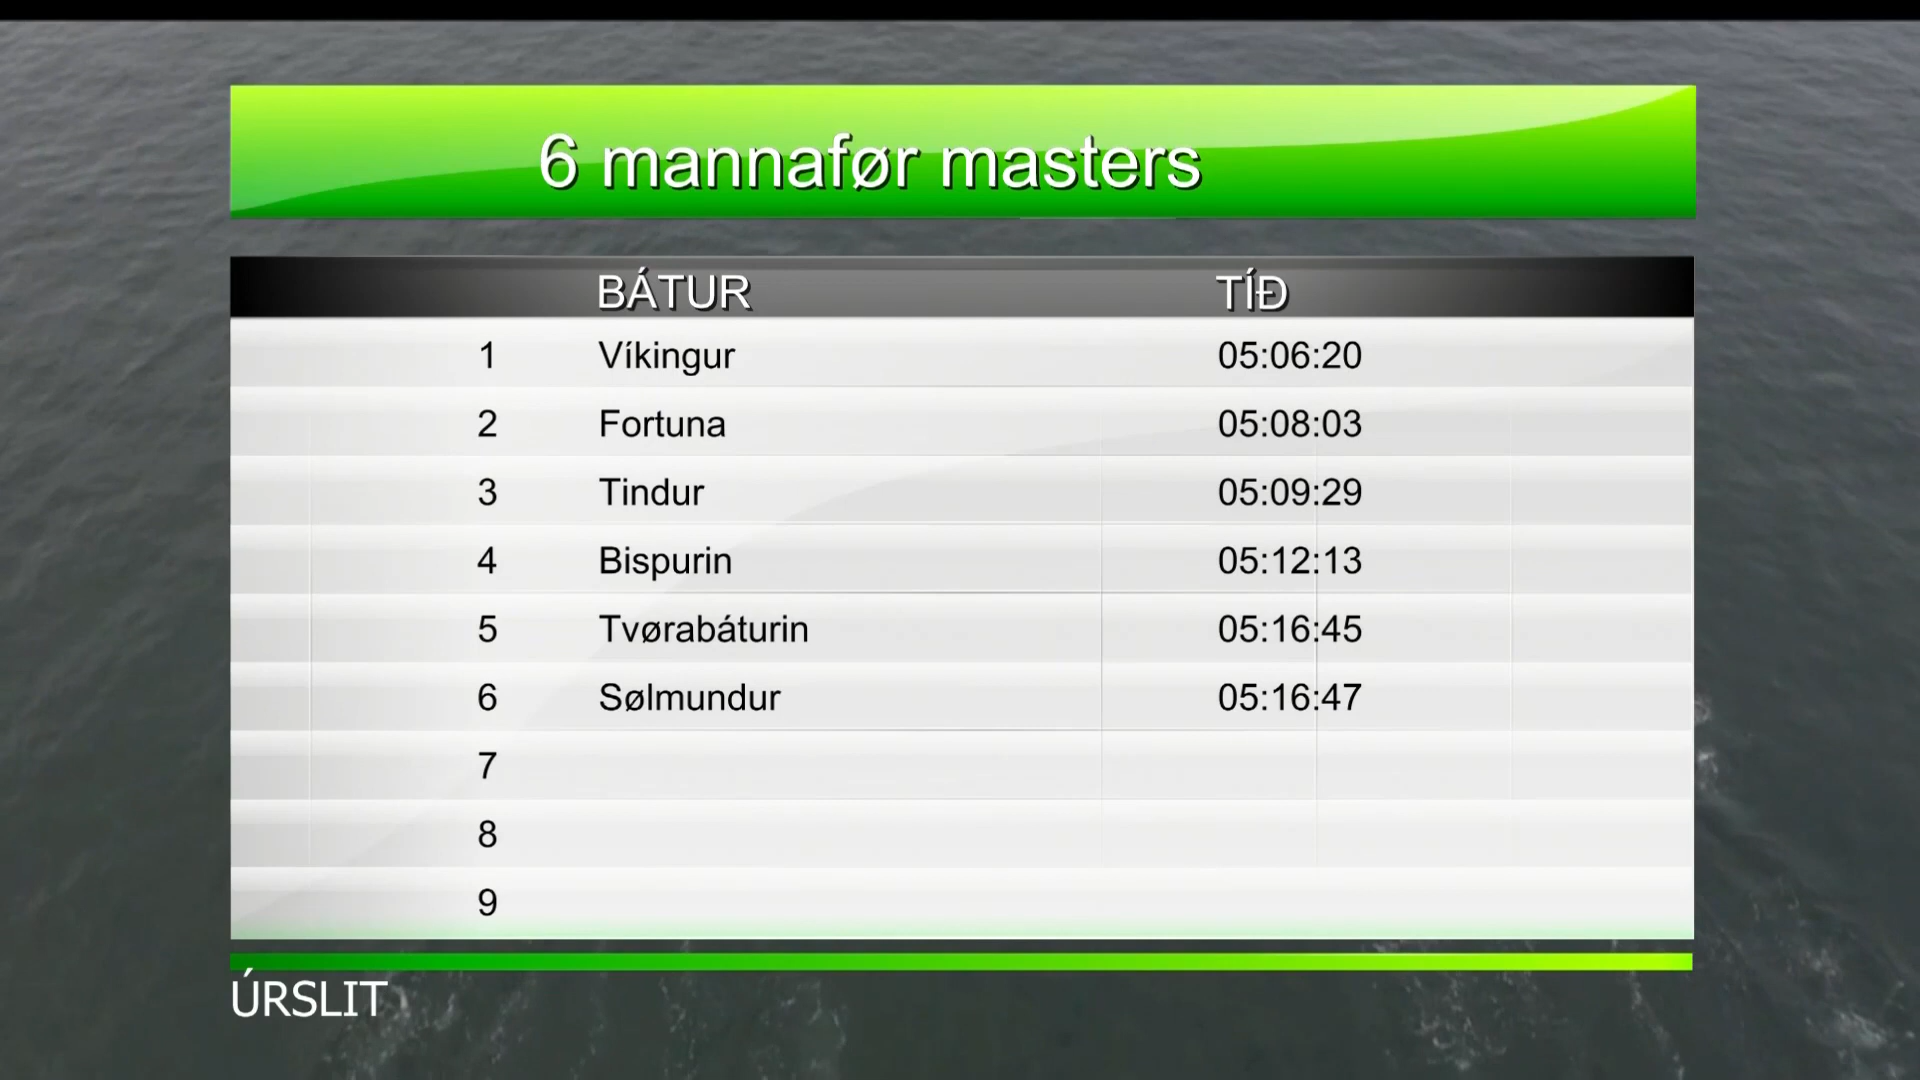 6 mannafør masters
BÁTUR TÍÐ
1 Víkingur 05:06:20
2 Fortuna 05:08:03
3 Tindur 05:09:29
4 Bispurin 05:12:13
5 Tvørabáturin 05:16:45
6 Sølmundur 05:16:47
7
8
9
ÚRSLIT